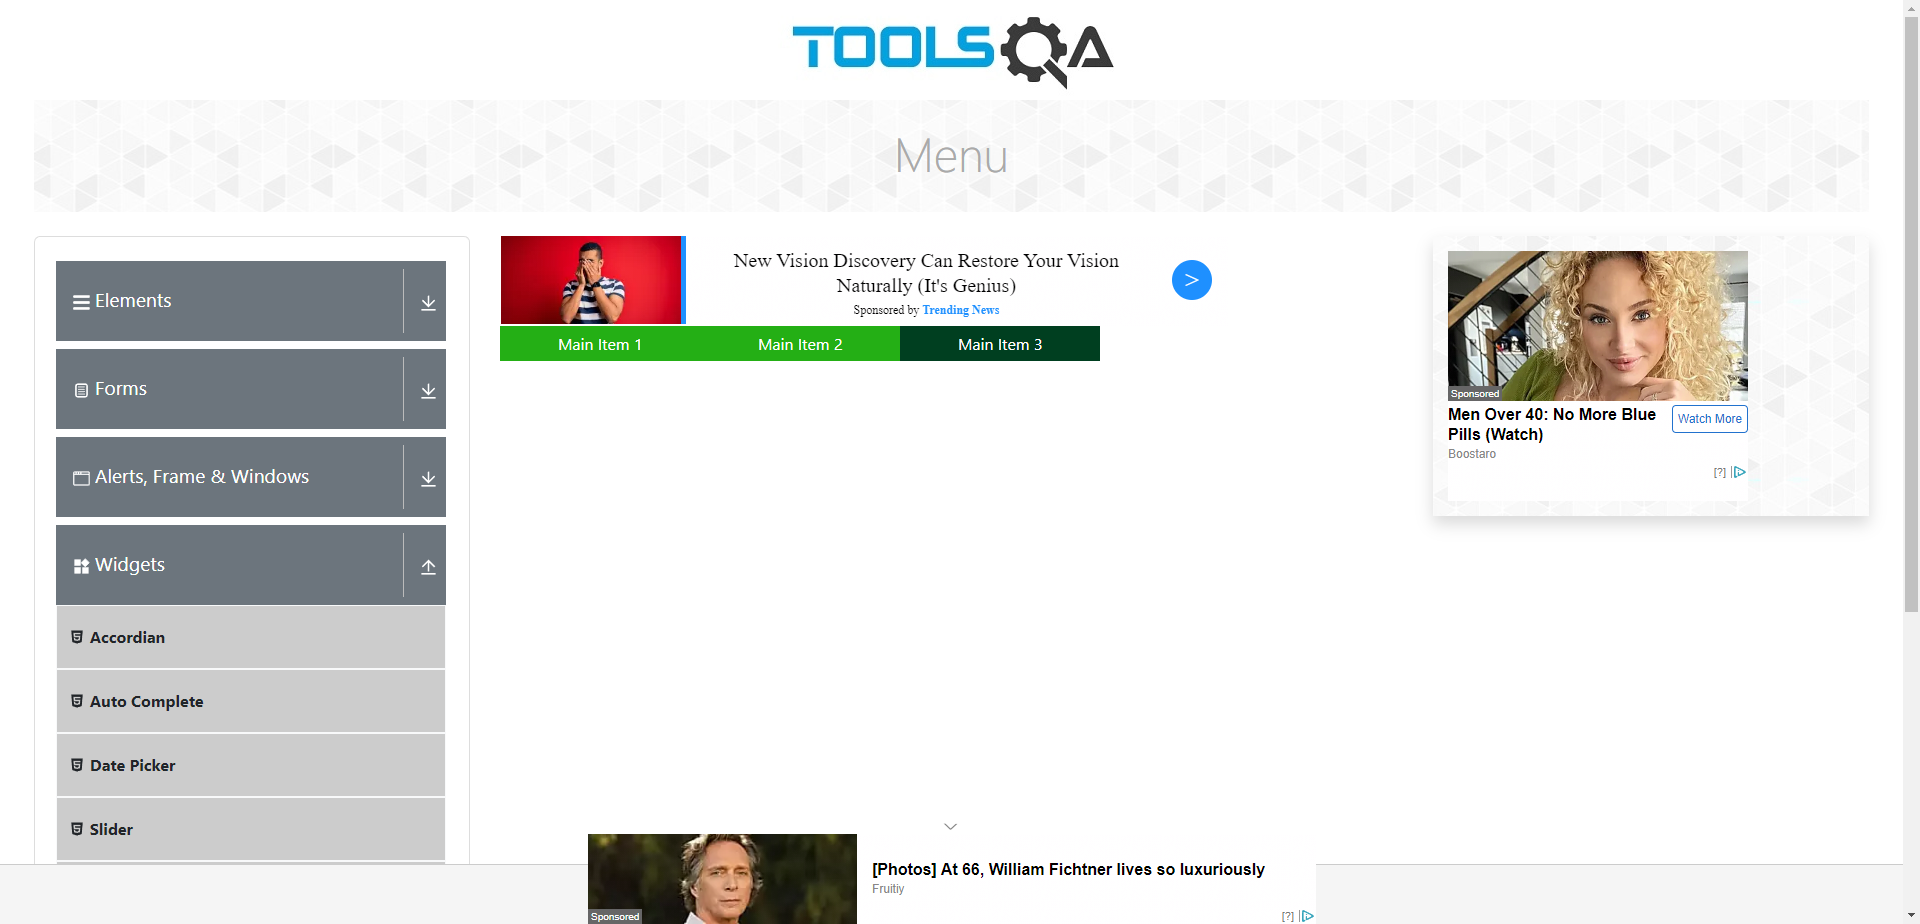 TOOLSQA
Menu
Elements
Forms
Alerts, Frame & Windows
Widgets
Accordian
Auto Complete
Date Picker
Slider
New Vision Discovery Can Restore Your Vision
Naturally (It's Genius)
Sponsored by Trending News
>
Main Item 1
Main Item 2
Main Item 3
Sponsored
Men Over 40: No More Blue
Pills (Watch)
Watch More
Boostaro
[?]
[Photos] At 66, William Fichtner lives so luxuriously
Fruitiy
Sponsored
[?]